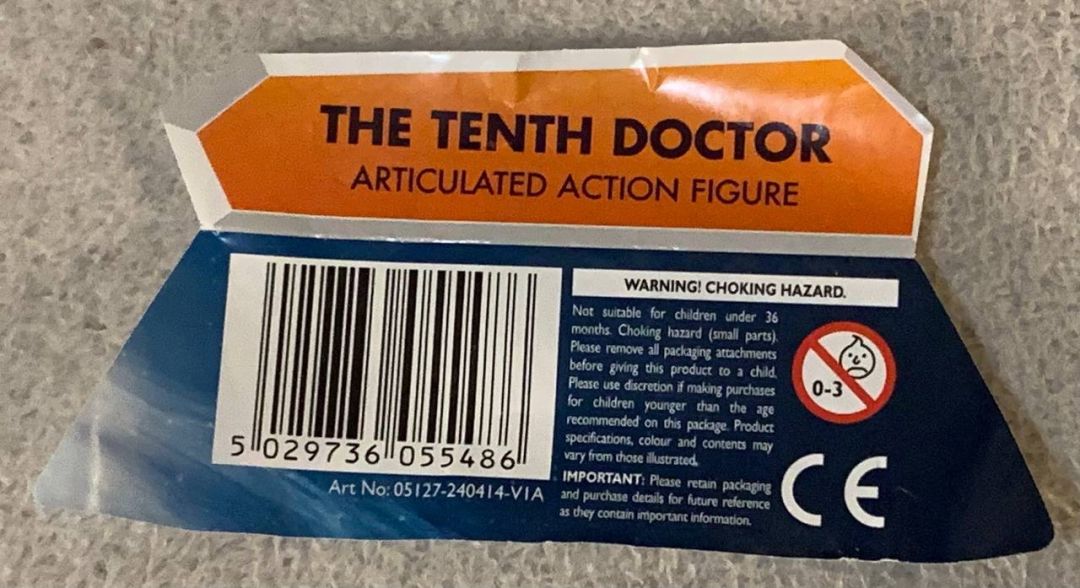 THE TENTH DOCTOR
ARTICULATED ACTION FIGURE
5 029736 055486
Art No: 05127-240414-V1A
WARNING! CHOKING HAZARD.
Not suitable for children under 36
months. Choking hazard (small parts).
Please remove all packaging attachments
before giving this product to a child.
Please use discretion if making purchases
for children younger than the age
recommended on this package. Product
specifications, colour and contents may
vary from those illustrated.
IMPORTANT: Please retain packaging
and purchase details for future reference
as they contain important information.
0-3
CE